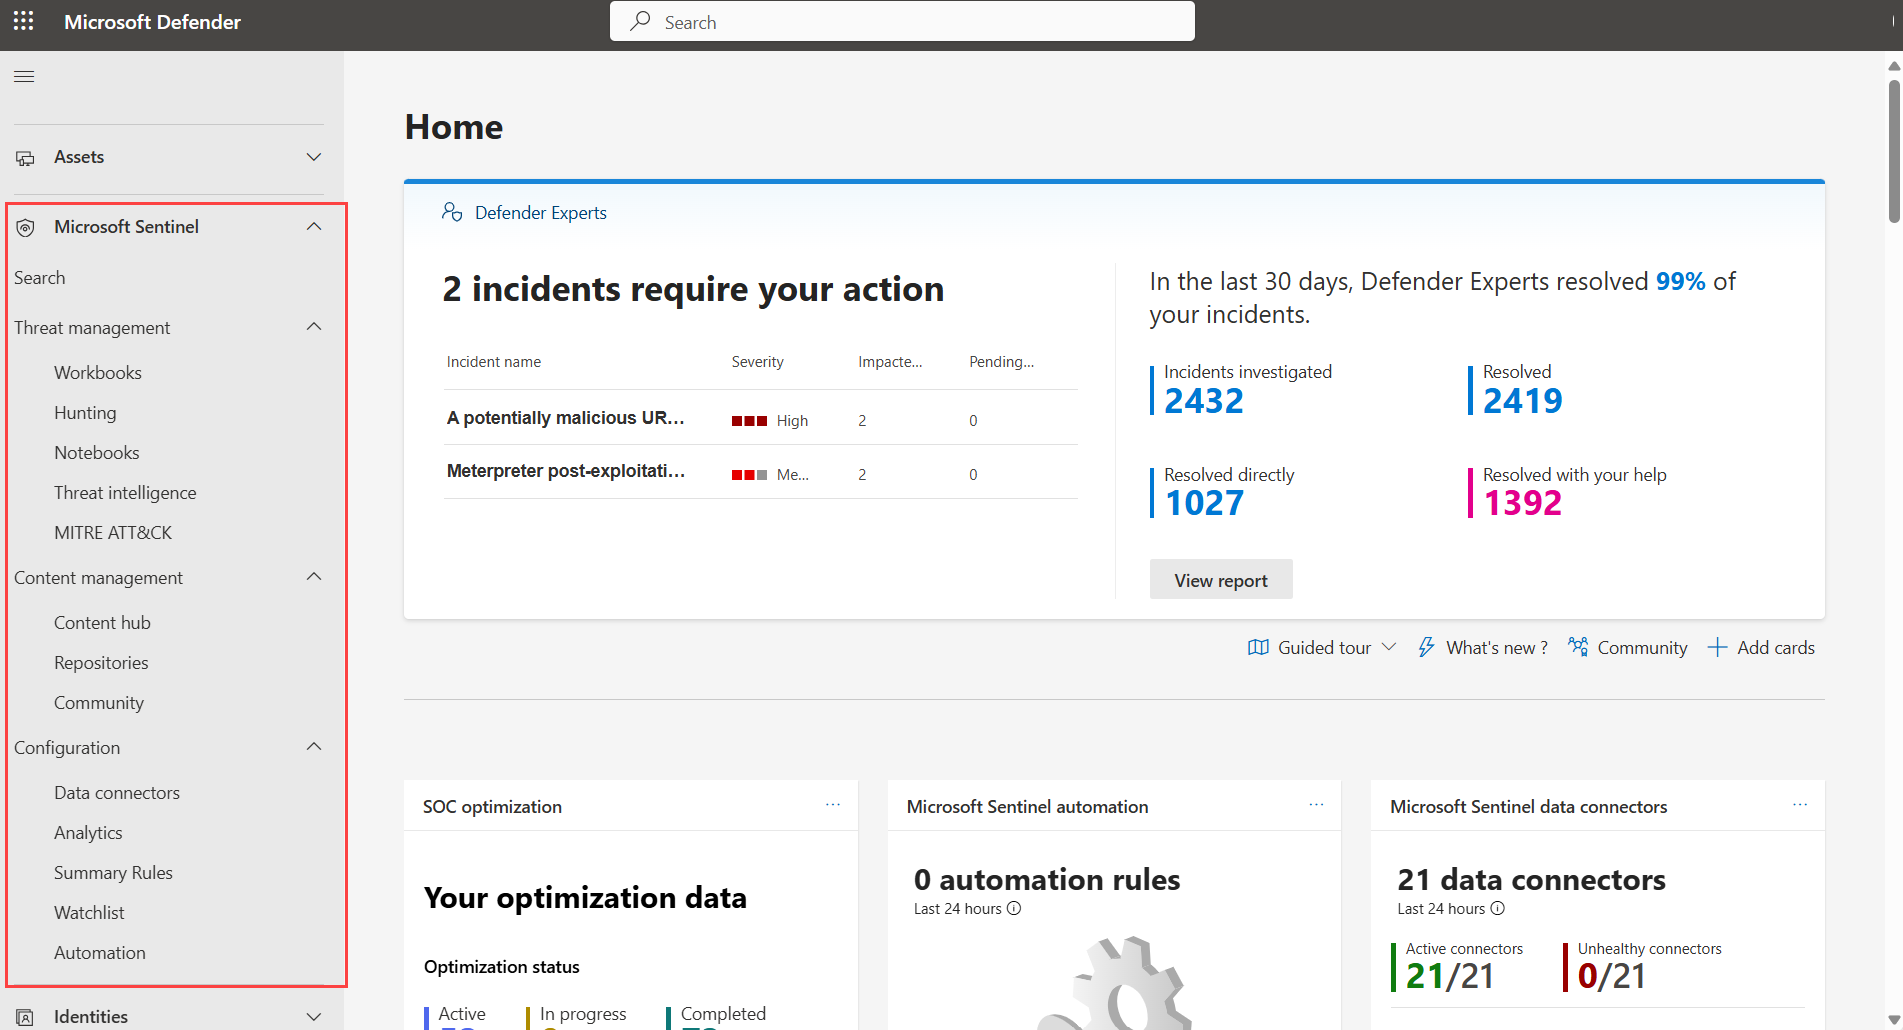 Microsoft Defender
Search
Assets
Microsoft Sentinel
Search
Threat management
Workbooks
Hunting
Notebooks
Threat intelligence
MITRE ATT&CK
Content management
Content hub
Repositories
Community
Configuration
Data connectors
Analytics
Summary Rules
Watchlist
Automation
Identities
Home
Defender Experts
2 incidents require your action
Incident name Severity Impacte... Pending...
A potentially malicious UR... High 2 0
Meterpreter post-exploitati... Me... 2 0
In the last 30 days, Defender Experts resolved 99% of
your incidents.
Incidents investigated
2432
Resolved
2419
Resolved directly
1027
Resolved with your help
1392
View report
Guided tour What's new ? Community Add cards
SOC optimization
Your optimization data
Optimization status
Active In progress Completed
Microsoft Sentinel automation
0 automation rules
Last 24 hours
Microsoft Sentinel data connectors
21 data connectors
Last 24 hours
Active connectors
21/21
Unhealthy connectors
0/21